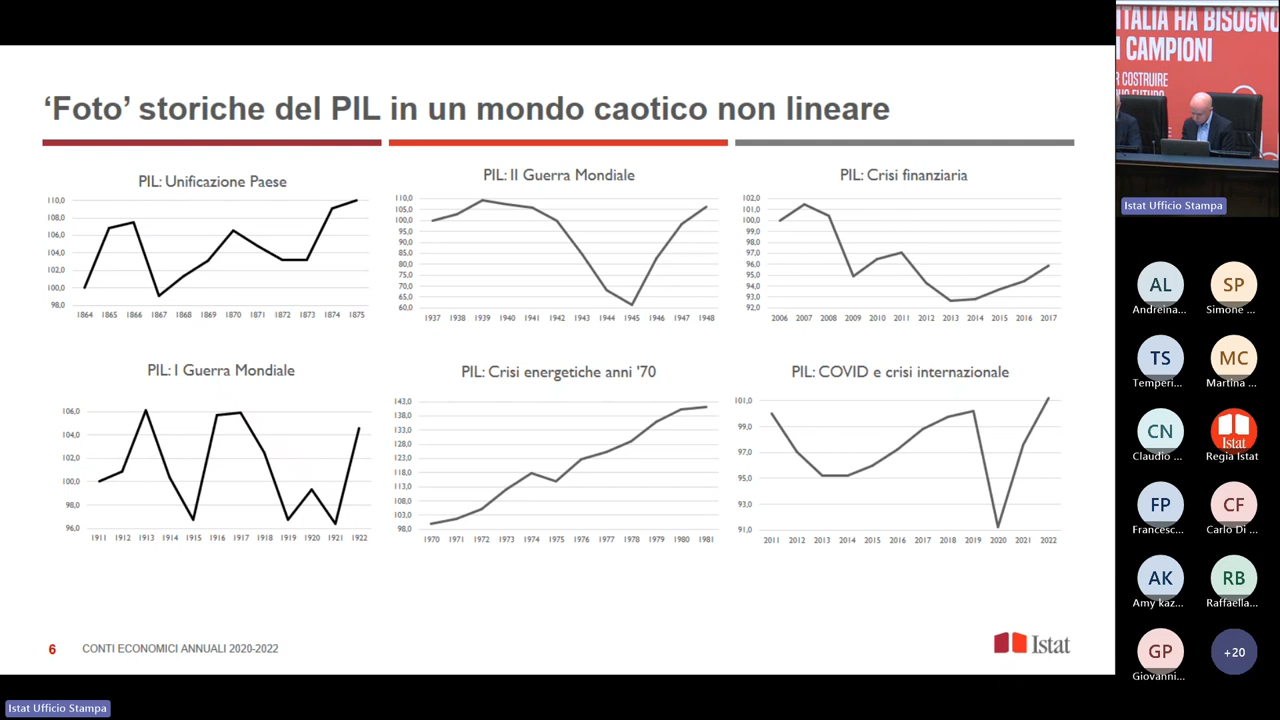 'Foto' storiche del PIL in un mondo caotico non lineare
PIL: Unificazione Paese
110,0
108,0
106,0
104,0
102,0
100,0
98,0
1864 1865 1866 1867 1868 1869 1870 1871 1872 1873 1874 1875
PIL: II Guerra Mondiale
110,0
105,0
100,0
95,0
90,0
85,0
80,0
75,0
70,0
65,0
60,0
1937 1938 1939 1940 1941 1942 1943 1944 1945 1946 1947 1948
PIL: Crisi finanziaria
102,0
101,0
100,0
99,0
98,0
97,0
96,0
95,0
94,0
93,0
92,0
2006 2007 2008 2009 2010 2011 2012 2013 2014 2015 2016 2017
PIL: I Guerra Mondiale
106,0
104,0
102,0
100,0
98,0
96,0
1911 1912 1913 1914 1915 1916 1917 1918 1919 1920 1921 1922
PIL: Crisi energetiche anni '70
143,0
138,0
133,0
128,0
123,0
118,0
113,0
108,0
103,0
98,0
1970 1971 1972 1973 1974 1975 1976 1977 1978 1979 1980 1981
PIL: COVID e crisi internazionale
101,0
99,0
97,0
95,0
93,0
91,0
2011 2012 2013 2014 2015 2016 2017 2018 2019 2020 2021 2022
6 CONTI ECONOMICI ANNUALI 2020-2022
Istat
Istat Ufficio Stampa
ITALIA HA BISOGNO
I CAMPIONI
COSTRUIRE
FUTURO
Istat Ufficio Stampa
AL SP
Andreina... Simone ...
TS MC
Temperi... Martina ...
CN Istat
Claudio ... Regia Istat
FP CF
Francesc... Carlo Di ...
AK RB
Amy kaz... Raffaella...
GP +20
Giovanni...